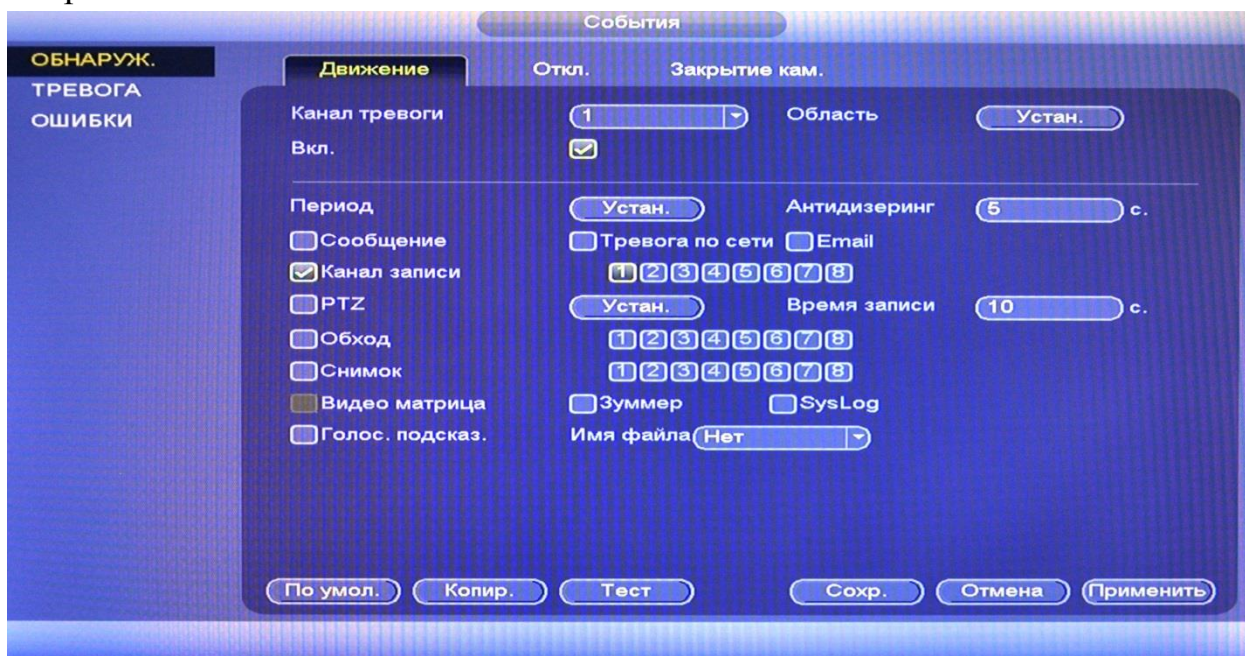 События
ОБНАРУЖ.
ТРЕВОГА
ОШИБКИ
Движение Откл. Закрытие кам.
Канал тревоги 1 Область Устан.
Вкл.
Период Устан. Антидизеринг 5 с.
Сообщение Тревога по сети Email
Канал записи 1 2 3 4 5 6 7 8
PTZ Устан. Время записи 10 с.
Обход 1 2 3 4 5 6 7 8
Снимок 1 2 3 4 5 6 7 8
Видео матрица Зуммер SysLog
Голос. подсказ. Имя файла Нет
По умол. Копир. Тест Сохр. Отмена Применить